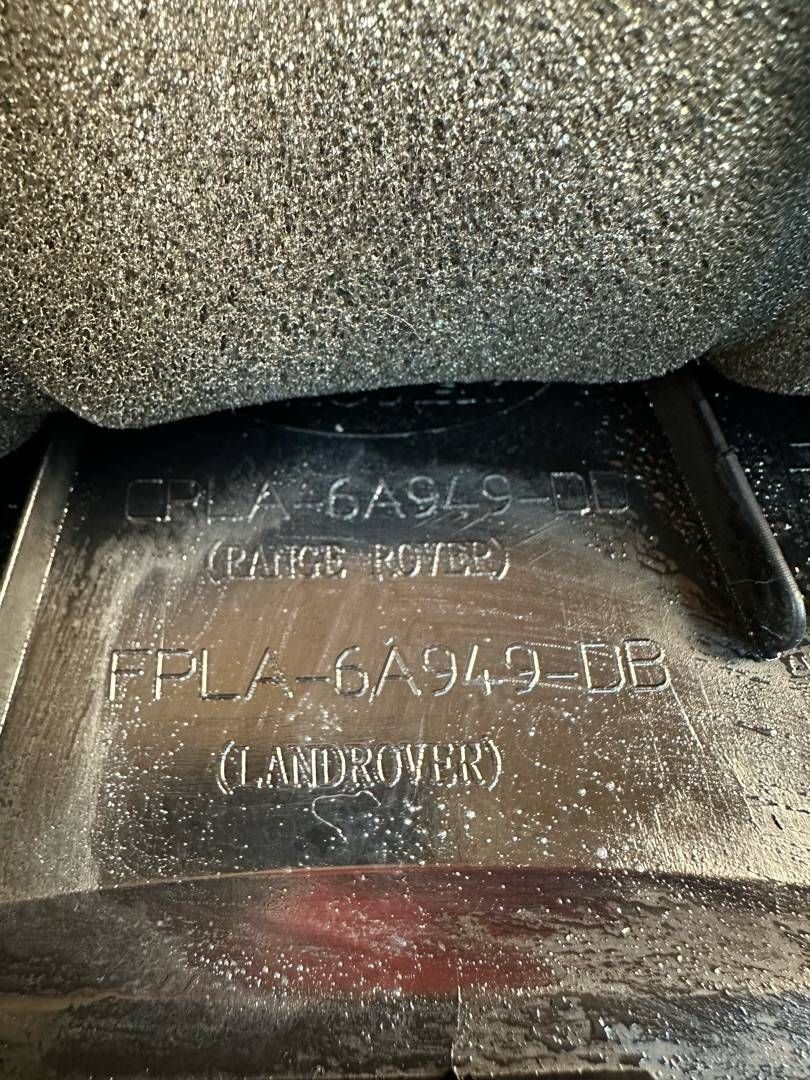 CPLA-6A949-DB
(RANGE ROVER)
FPLA-6A949-DB
(LANDROVER)